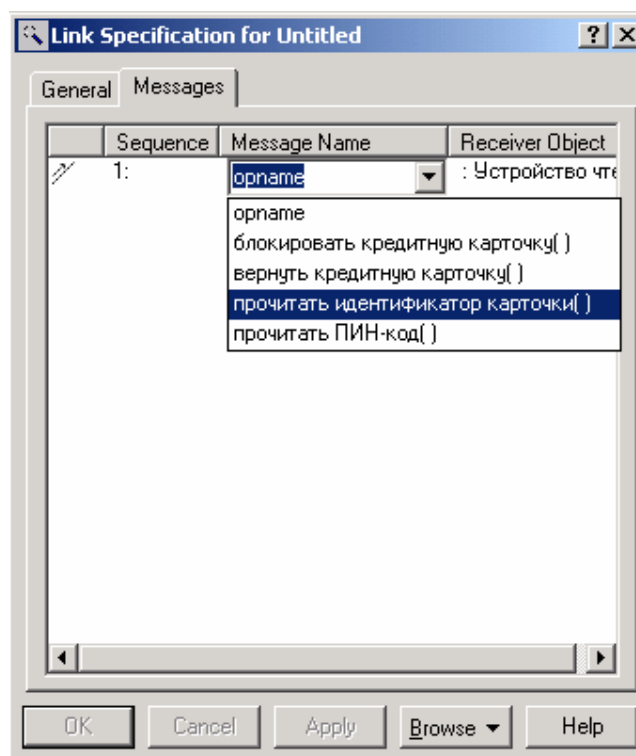 Link Specification for Untitled
General Messages
Sequence Message Name Receiver Object
1: opname : Устройство
opname
блокировать кредитную карточку( )
вернуть кредитную карточку( )
прочитать идентификатор карточки( )
прочитать ПИН-код( )
OK Cancel Apply Browse Help